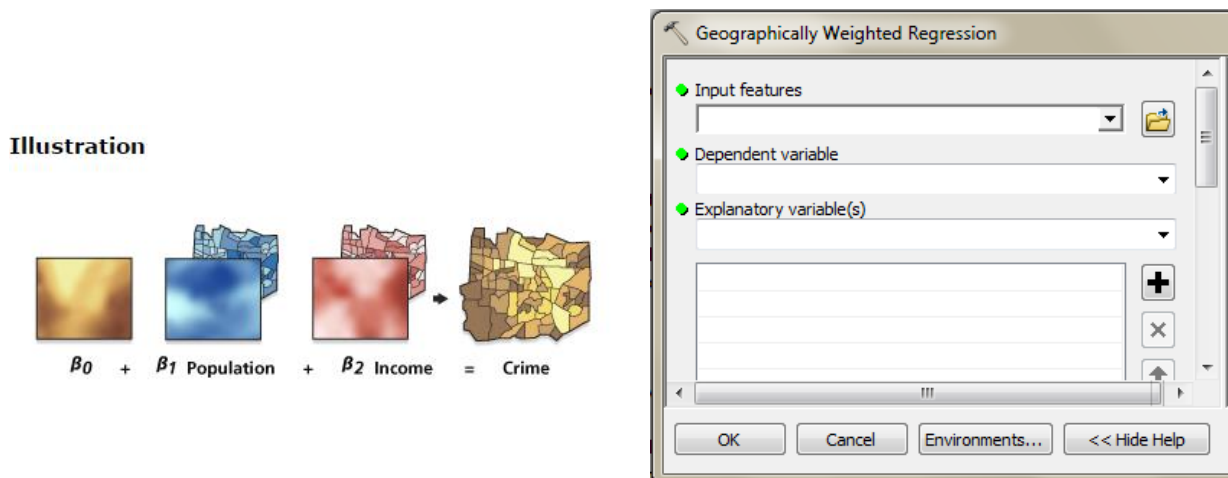 Illustration
β0 + β1 Population + β2 Income = Crime
Geographically Weighted Regression
Input features
Dependent variable
Explanatory variable(s)
OK Cancel Environments... << Hide Help